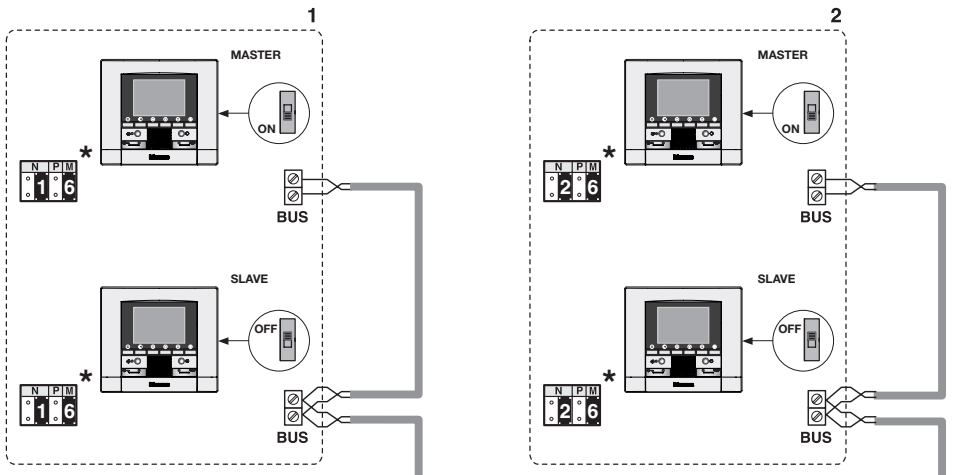 1
MASTER
ON
*
N P M
1 6
BUS
SLAVE
OFF
*
N P M
1 6
BUS
2
MASTER
ON
*
N P M
2 6
BUS
SLAVE
OFF
*
N P M
2 6
BUS